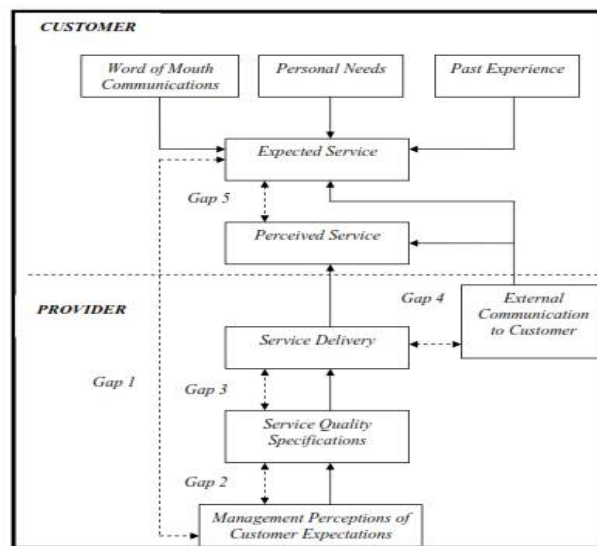 CUSTOMER
Word of Mouth
Communications
Personal Needs
Past Experience
Expected Service
Gap 5
Perceived Service
PROVIDER
Gap 4
External
Communication
to Customer
Service Delivery
Gap 1
Gap 3
Service Quality
Specifications
Gap 2
Management Perceptions of
Customer Expectations